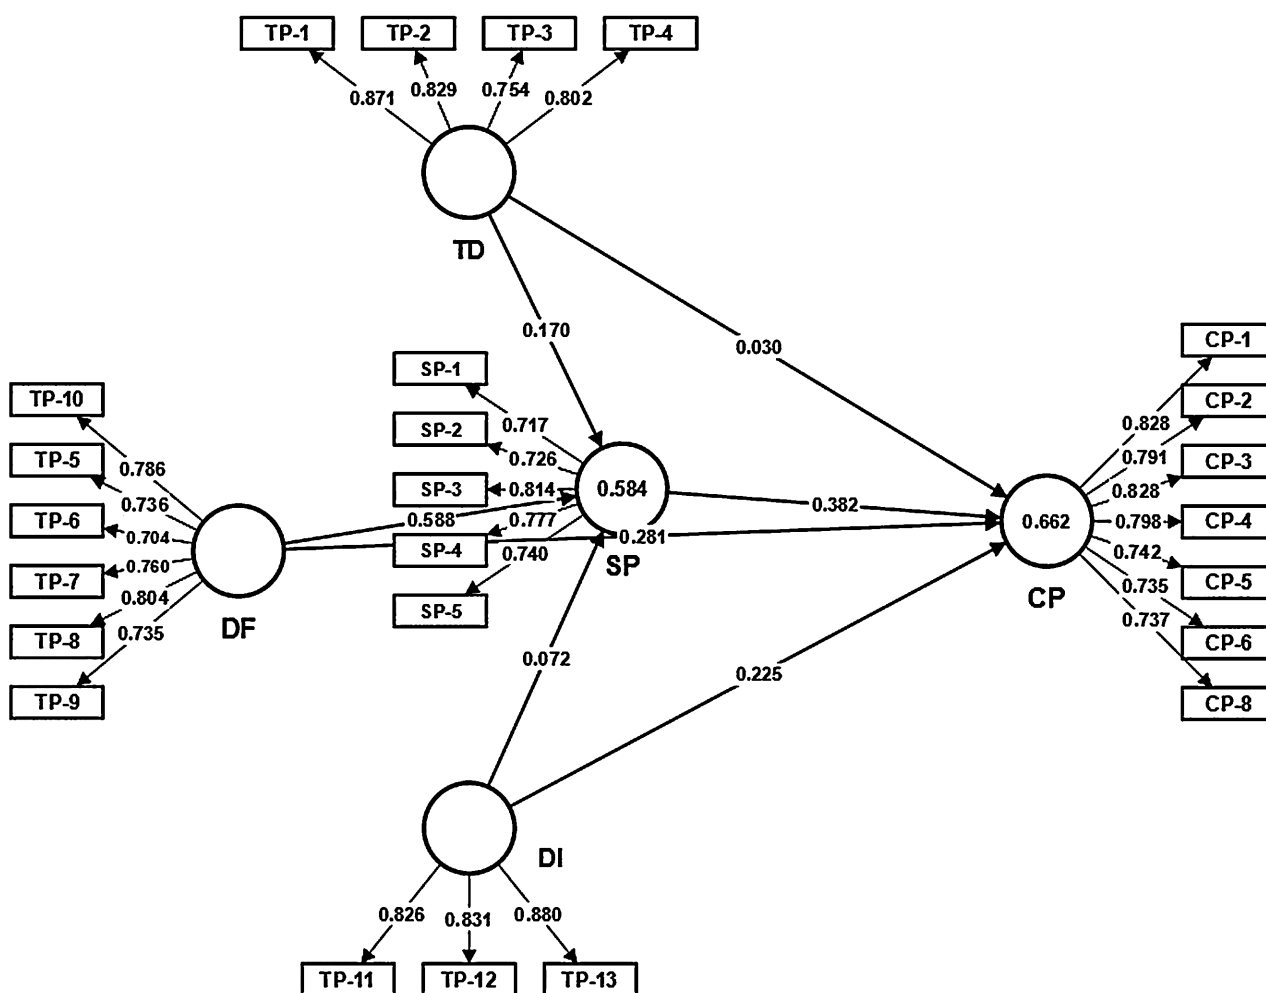 TP-1 TP-2 TP-3 TP-4
0.871 0.829 0.754 0.802
TD
0.170
0.030
TP-10
TP-5
TP-6
TP-7
TP-8
TP-9
0.786
0.736
0.704
0.760
0.804
0.735
DF
SP-1
SP-2
SP-3
SP-4
SP-5
0.717
0.726
0.814
0.777
0.740
0.588
0.584
SP
0.281
0.382
0.662
CP
CP-1
CP-2
CP-3
CP-4
CP-5
CP-6
CP-8
0.828
0.791
0.828
0.798
0.742
0.735
0.737
0.072
0.225
DI
0.826 0.831 0.880
TP-11 TP-12 TP-13